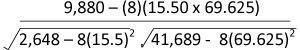 9,880 – (8)(15.50 x 69.625)
√2,648 – 8(15.5)² √41,689 - 8(69.625)²